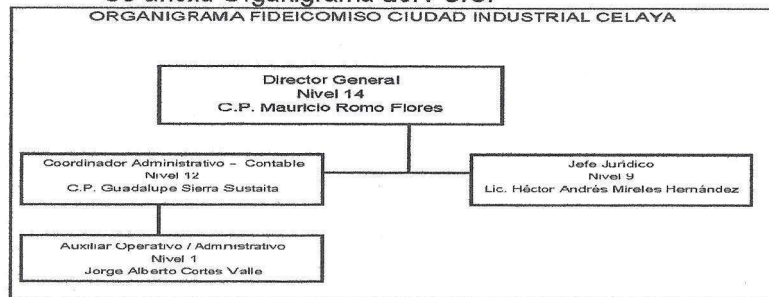 ORGANIGRAMA FIDEICOMISO CIUDAD INDUSTRIAL CELAYA
Director General
Nivel 14
C.P. Mauricio Romo Flores
Coordinador Administrativo – Contable
Nivel 12
C.P. Guadalupe Sierra Sustaita
Jefe Jurídico
Nivel 9
Lic. Héctor Andrés Mireles Hernández
Auxiliar Operativo / Administrativo
Nivel 1
Jorge Alberto Cortes Valle